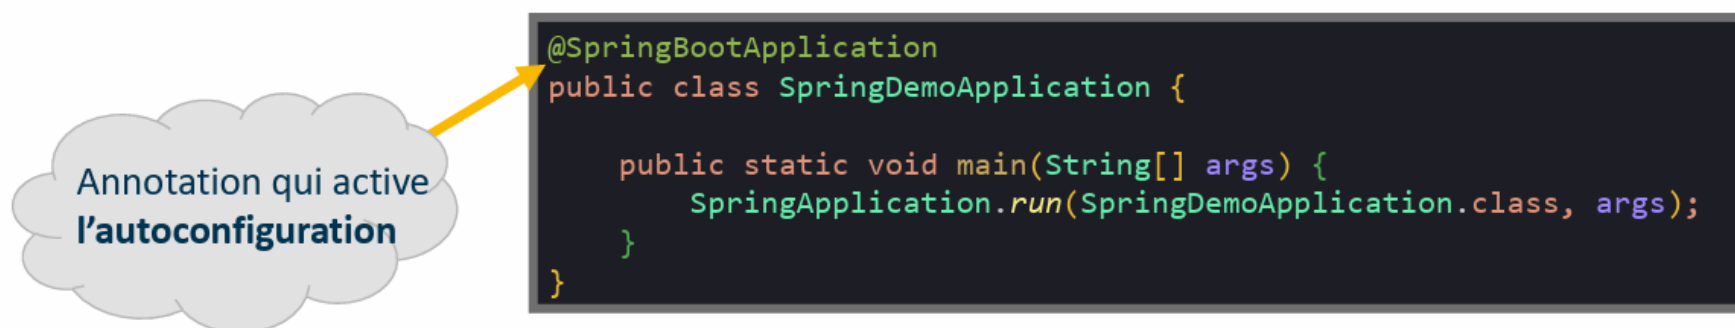 Annotation qui active
l’autoconfiguration
@SpringBootApplication
public class SpringDemoApplication {
public static void main(String[] args) {
SpringApplication.run(SpringDemoApplication.class, args);
}
}